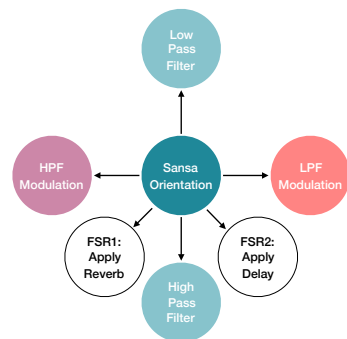 Low
Pass
Filter
HPF
Modulation
Sansa
Orientation
LPF
Modulation
FSR1:
Apply
Reverb
FSR2:
Apply
Delay
High
Pass
Filter